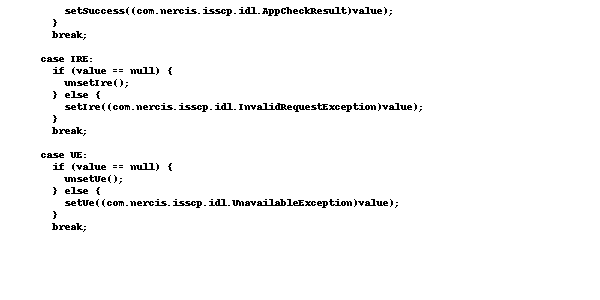 setSuccess((com.nercis.isscp.idl.AppCheckResult)value);
}
break;
case IRE:
if (value == null) {
unsetIre();
} else {
setIre((com.nercis.isscp.idl.InvalidRequestException)value);
}
break;
case UE:
if (value == null) {
unsetUe();
} else {
setUe((com.nercis.isscp.idl.UnavailableException)value);
}
break;